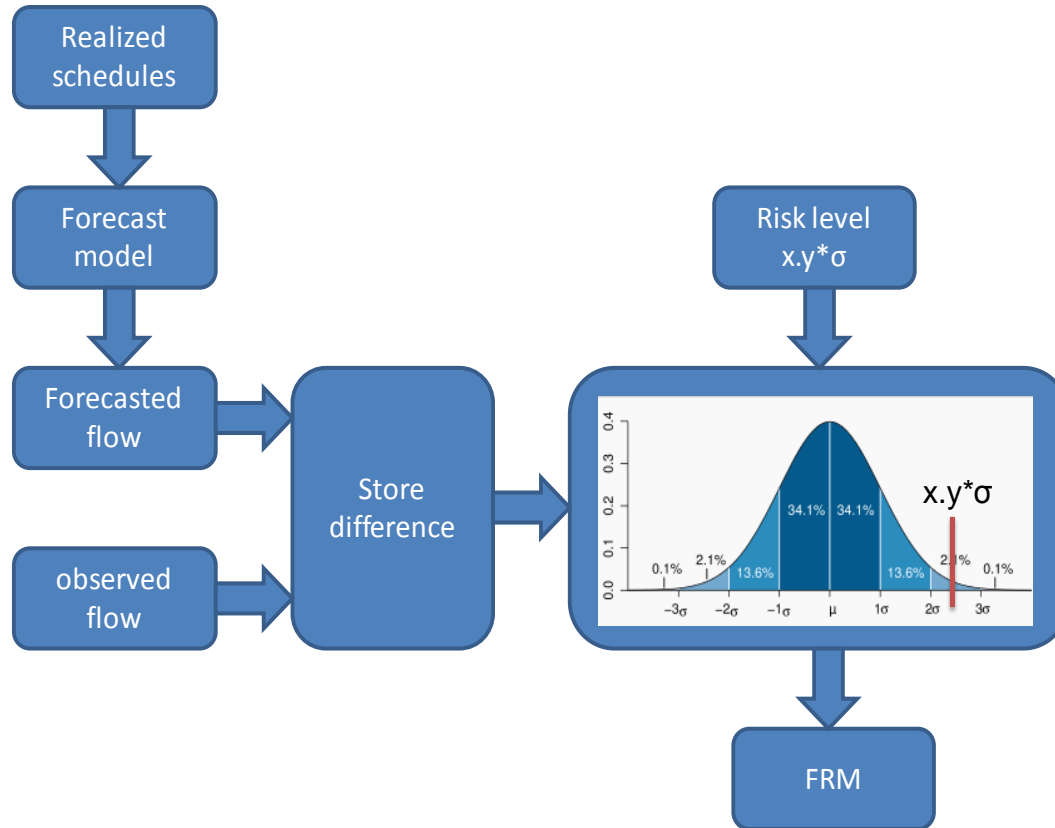 Realized
schedules
Forecast
model
Risk level
x.y*σ
Forecasted
flow
Store
difference
observed
flow
0.4
0.3
0.2
0.1
0.0
x.y*σ
34.1% 34.1%
0.1% 2.1% 13.6% 13.6% 2.1% 0.1%
−3σ −2σ −1σ μ 1σ 2σ 3σ
FRM